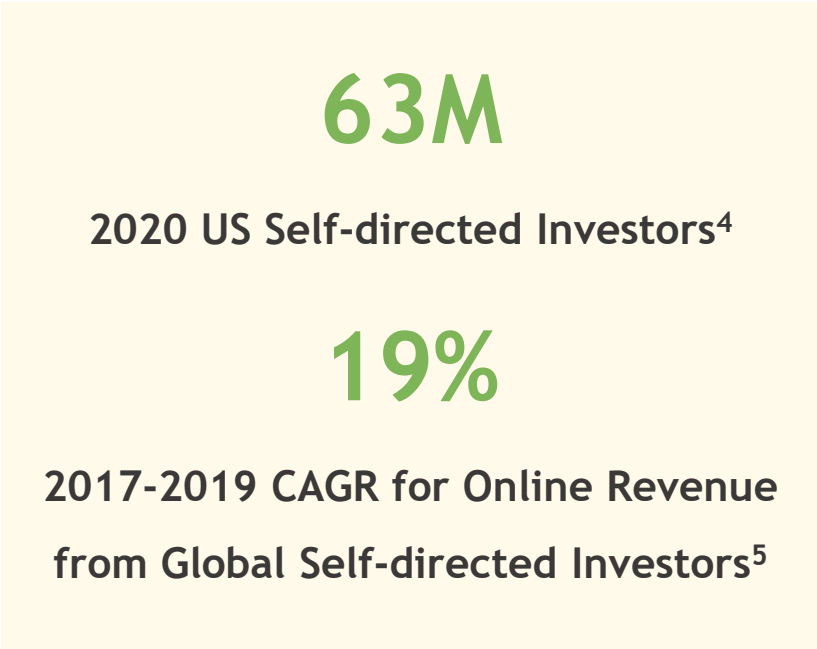 63M
2020 US Self-directed Investors⁴
19%
2017-2019 CAGR for Online Revenue
from Global Self-directed Investors⁵